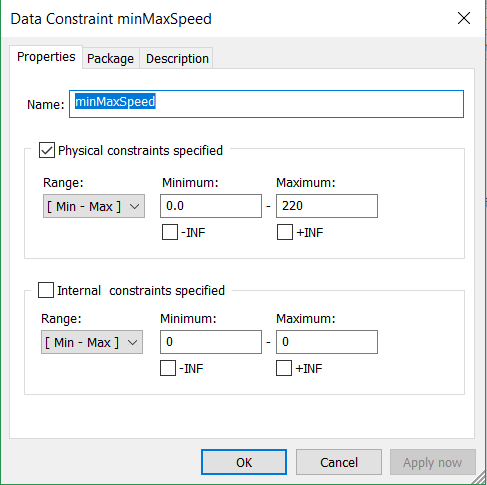 Data Constraint minMaxSpeed
Properties Package Description
Name: minMaxSpeed
Physical constraints specified
Range: Minimum: Maximum:
[ Min - Max ] 0.0 - 220
-INF +INF
Internal constraints specified
Range: Minimum: Maximum:
[ Min - Max ] 0 - 0
-INF +INF
OK Cancel Apply now